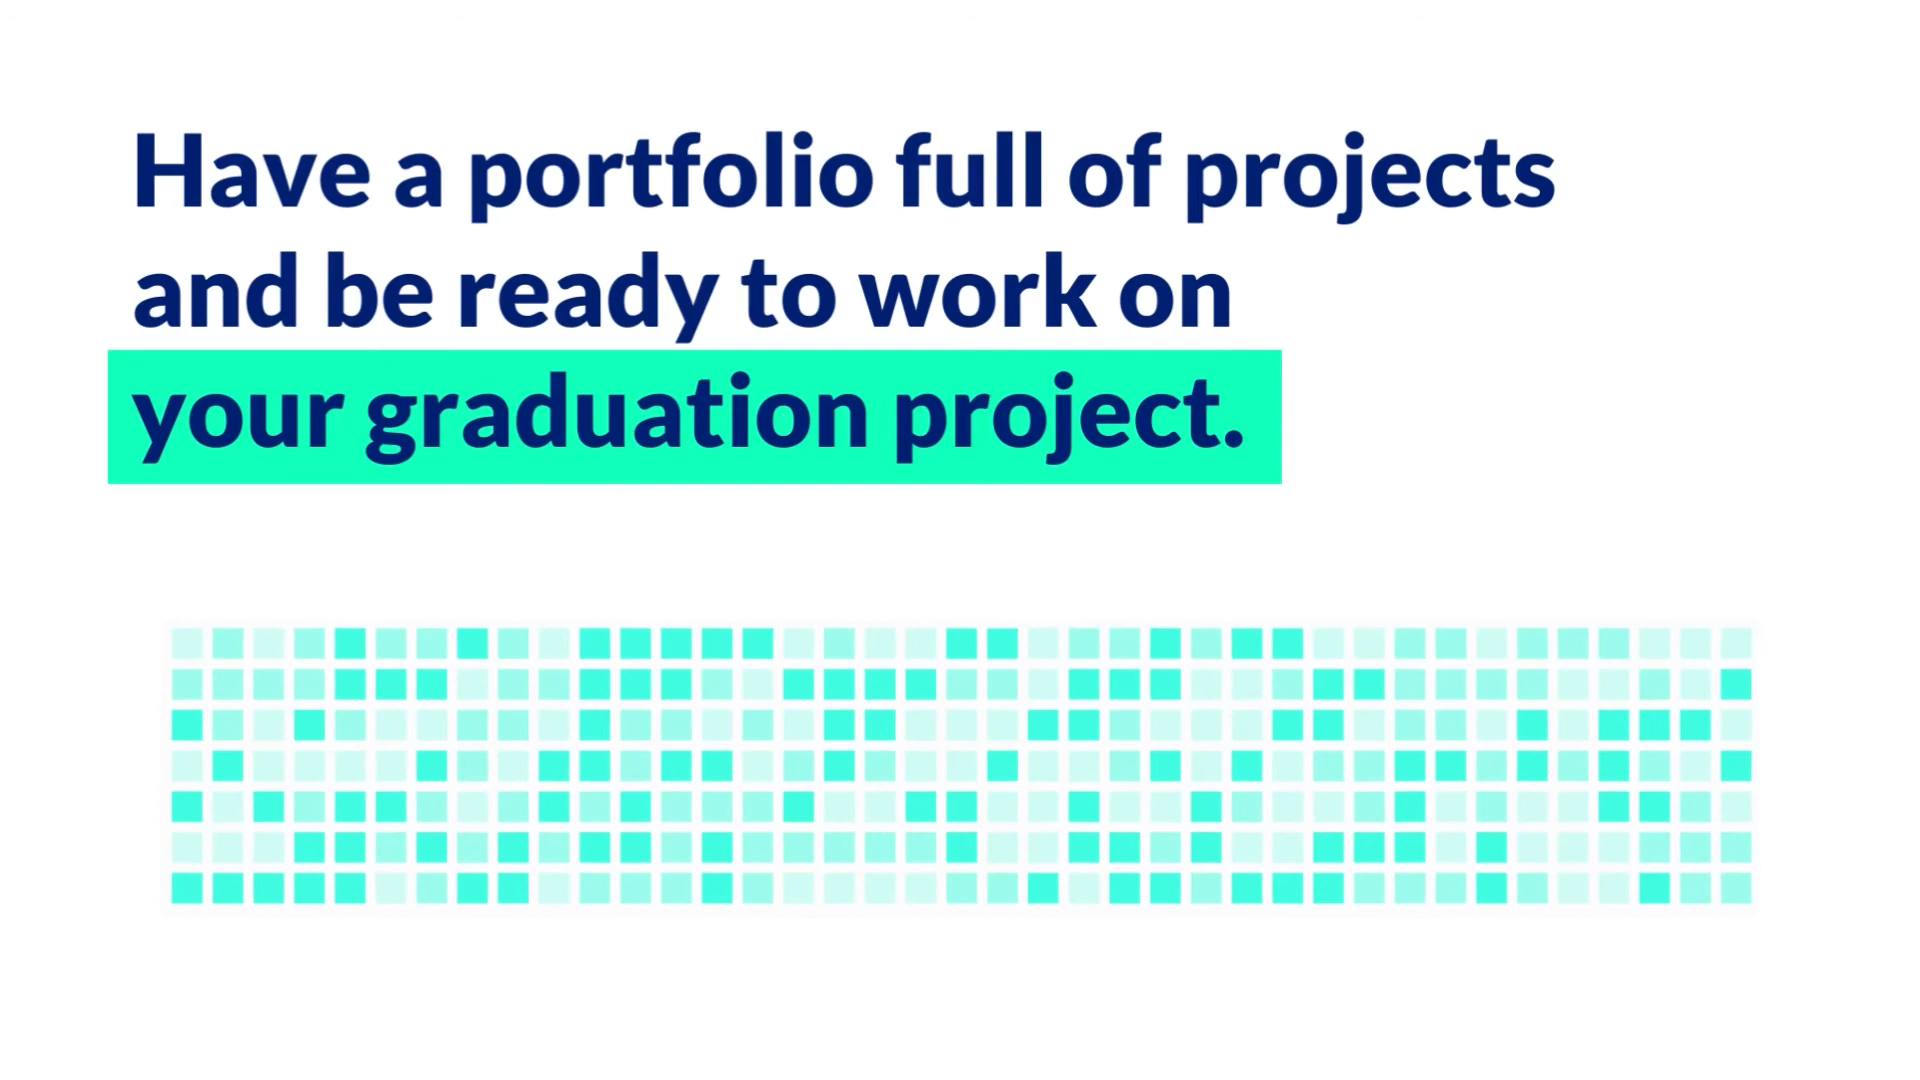 Have a portfolio full of projects
and be ready to work on
your graduation project.